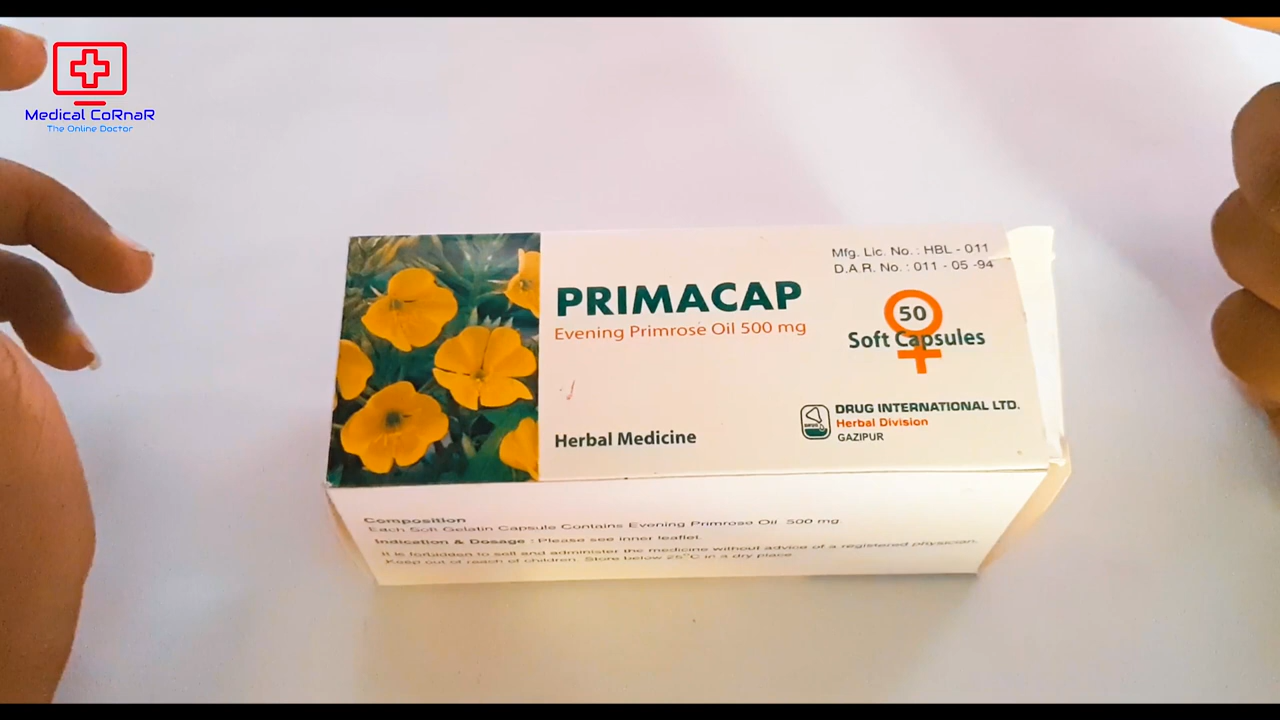 Medical CoRnaR
The Online Doctor
Mfg. Lic. No. : HBL - 011
D.A.R. No. : 011 - 05 -94
PRIMACAP
Evening Primrose Oil 500 mg
50
Soft Capsules
Herbal Medicine
DRUG INTERNATIONAL LTD.
Herbal Division
GAZIPUR
Composition
Each Soft Gelatin Capsule Contains Evening Primrose Oil 500 mg.
Indication & Dosage : Please see inner leaflet.
It is forbidden to sell and administer the medicine without advice of a registered physician.
Keep out of reach of children. Store below 25°C in a dry place